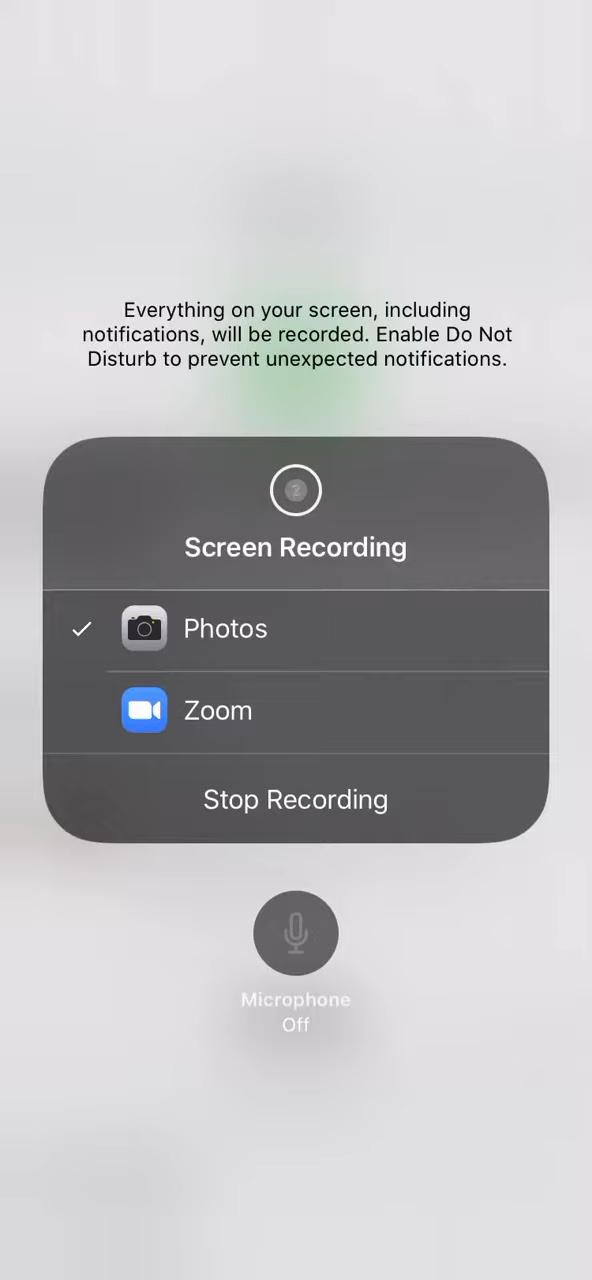 Everything on your screen, including
notifications, will be recorded. Enable Do Not
Disturb to prevent unexpected notifications.
Screen Recording
Photos
Zoom
Stop Recording
Microphone
Off